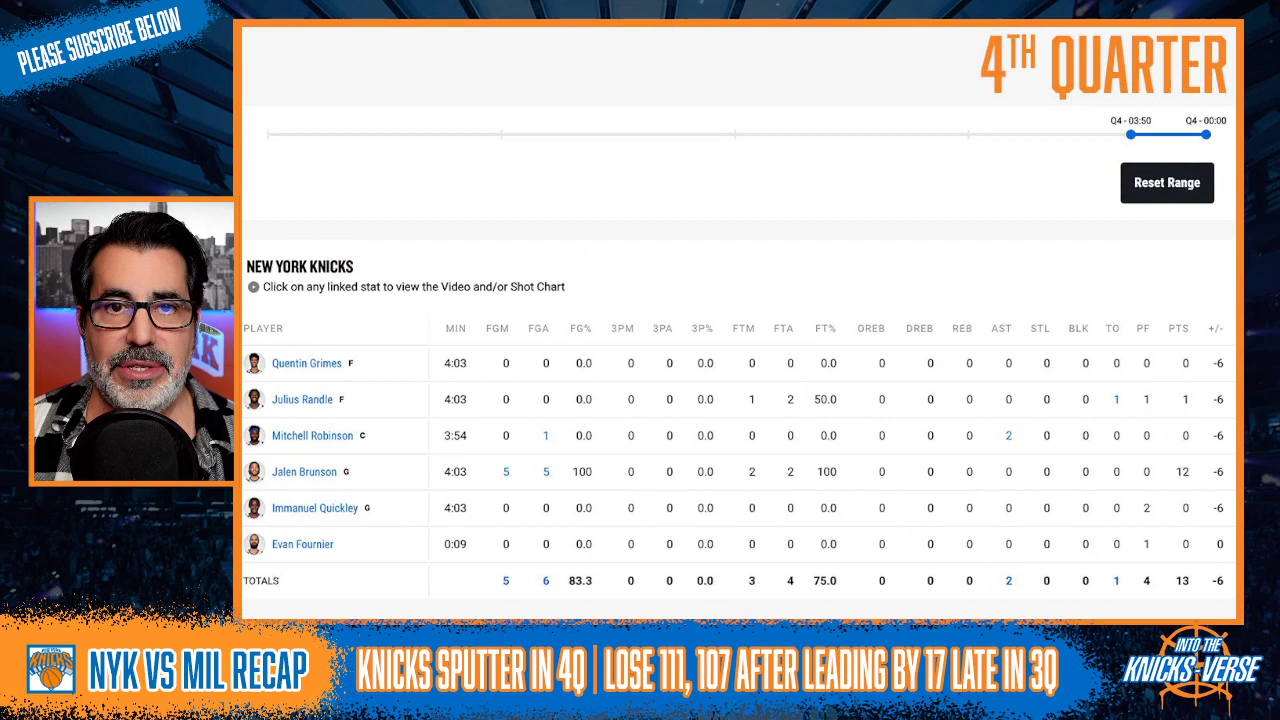 PLEASE SUBSCRIBE BELOW
4TH QUARTER
Q4 - 03:50 Q4 - 00:00
Reset Range
NEW YORK KNICKS
Click on any linked stat to view the Video and/or Shot Chart
PLAYER MIN FGM FGA FG% 3PM 3PA 3P% FTM FTA FT% OREB DREB REB AST STL BLK TO PF PTS +/-
Quentin Grimes F 4:03 0 0 0.0 0 0 0.0 0 0 0.0 0 0 0 0 0 0 0 0 0 -6
Julius Randle F 4:03 0 0 0.0 0 0 0.0 1 2 50.0 0 0 0 0 0 0 1 1 1 -6
Mitchell Robinson C 3:54 0 1 0.0 0 0 0.0 0 0 0.0 0 0 0 2 0 0 0 0 0 -6
Jalen Brunson G 4:03 5 5 100 0 0 0.0 2 2 100 0 0 0 0 0 0 0 0 12 -6
Immanuel Quickley G 4:03 0 0 0.0 0 0 0.0 0 0 0.0 0 0 0 0 0 0 0 2 0 -6
Evan Fournier 0:09 0 0 0.0 0 0 0.0 0 0 0.0 0 0 0 0 0 0 0 1 0 0
TOTALS 5 6 83.3 0 0 0.0 3 4 75.0 0 0 0 2 0 0 1 4 13 -6
NEW YORK
KNICKS
NYK VS MIL RECAP
KNICKS SPUTTER IN 4Q | LOSE 111, 107 AFTER LEADING BY 17 LATE IN 3Q
INTO THE
KNICKS-VERSE